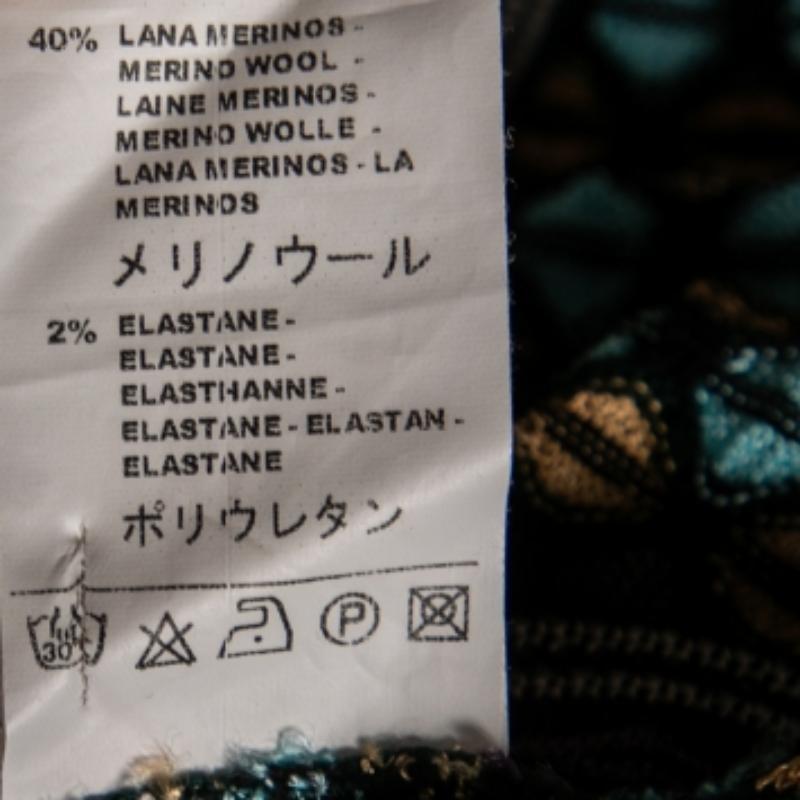 40% LANA MERINOS -
MERINO WOOL -
LAINE MERINOS -
MERINO WOLLE -
LANA MERINOS - LA
MERINOS
メリノウール
2% ELASTANE -
ELASTANE -
ELASTHANNE -
ELASTANE - ELASTAN -
ELASTANE
ポリウレタン
30° P